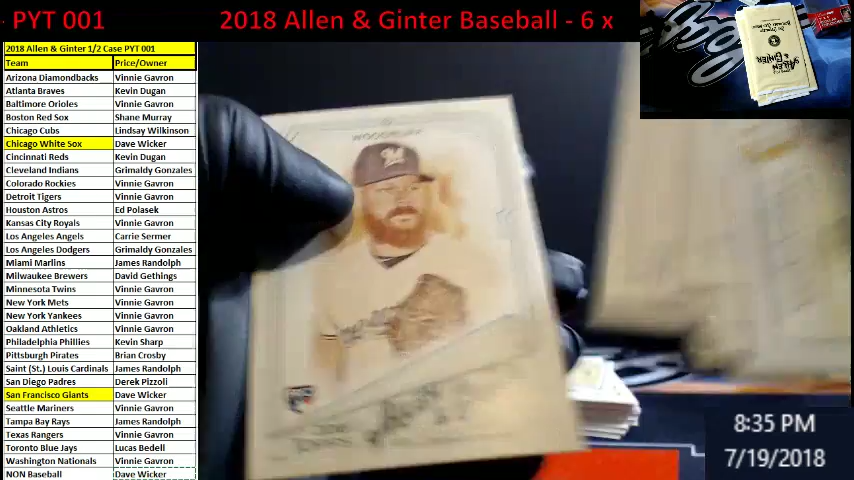 PYT 001
2018 Allen & Ginter Baseball - 6 x
2018 Allen & Ginter 1/2 Case PYT 001
Team Price/Owner
Arizona Diamondbacks Vinnie Gavron
Atlanta Braves Kevin Dugan
Baltimore Orioles Vinnie Gavron
Boston Red Sox Shane Murray
Chicago Cubs Lindsay Wilkinson
Chicago White Sox Dave Wicker
Cincinnati Reds Kevin Dugan
Cleveland Indians Grimaldy Gonzales
Colorado Rockies Vinnie Gavron
Detroit Tigers Vinnie Gavron
Houston Astros Ed Polasek
Kansas City Royals Vinnie Gavron
Los Angeles Angels Carrie Sermer
Los Angeles Dodgers Grimaldy Gonzales
Miami Marlins James Randolph
Milwaukee Brewers David Gethings
Minnesota Twins Vinnie Gavron
New York Mets Vinnie Gavron
New York Yankees Vinnie Gavron
Oakland Athletics Vinnie Gavron
Philadelphia Phillies Kevin Sharp
Pittsburgh Pirates Brian Crosby
Saint (St.) Louis Cardinals James Randolph
San Diego Padres Derek Pizzoli
San Francisco Giants Dave Wicker
Seattle Mariners Vinnie Gavron
Tampa Bay Rays James Randolph
Texas Rangers Vinnie Gavron
Toronto Blue Jays Lucas Bedell
Washington Nationals Vinnie Gavron
NON Baseball Dave Wicker
WOODRUFF
ALLEN & GINTER
8:35 PM
7/19/2018